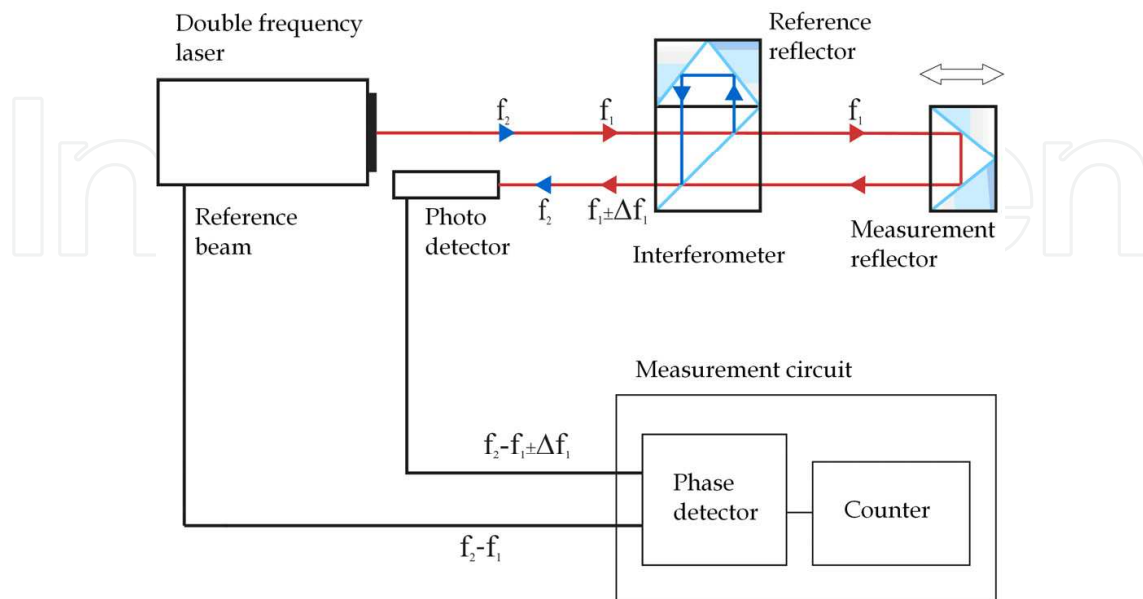 Double frequency
laser
Reference
reflector
f₂
f₁
f₁
f₂
f₁±Δf₁
Reference
beam
Photo
detector
Interferometer
Measurement
reflector
Measurement circuit
f₂-f₁±Δf₁
Phase
detector
Counter
f₂-f₁